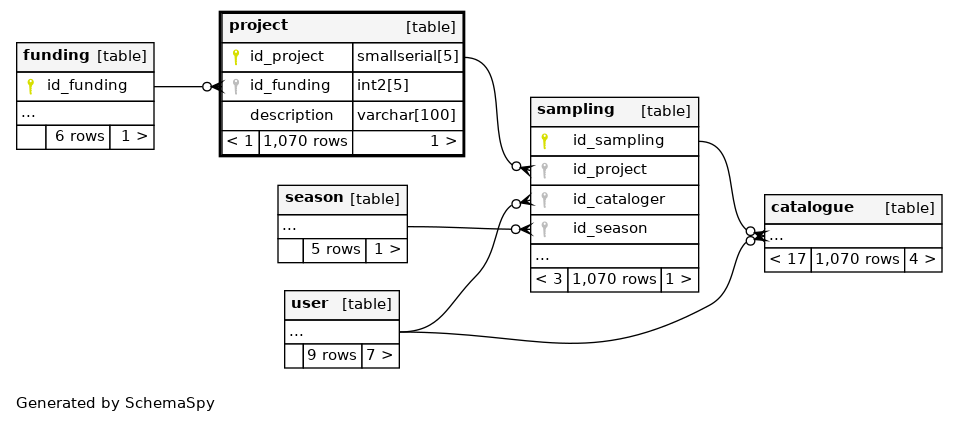 funding [table]
id_funding
...
6 rows 1 >
project [table]
id_project smallserial[5]
id_funding int2[5]
description varchar[100]
< 1 1,070 rows 1 >
sampling [table]
id_sampling
id_project
id_cataloger
id_season
...
< 3 1,070 rows 1 >
season [table]
...
5 rows 1 >
catalogue [table]
...
< 17 1,070 rows 4 >
user [table]
...
9 rows 7 >
Generated by SchemaSpy